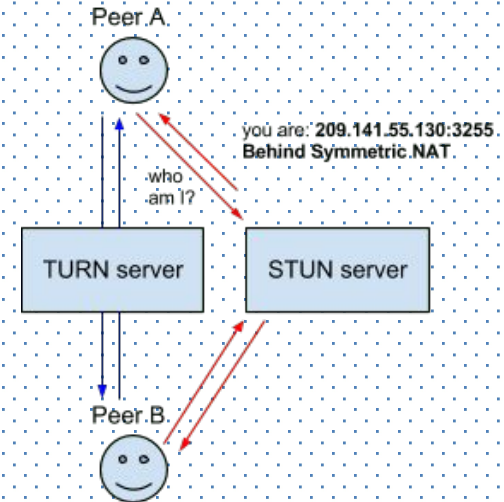 Peer A
you are: 209.141.55.130:3255
Behind Symmetric NAT
who
am I?
TURN server
STUN server
Peer B